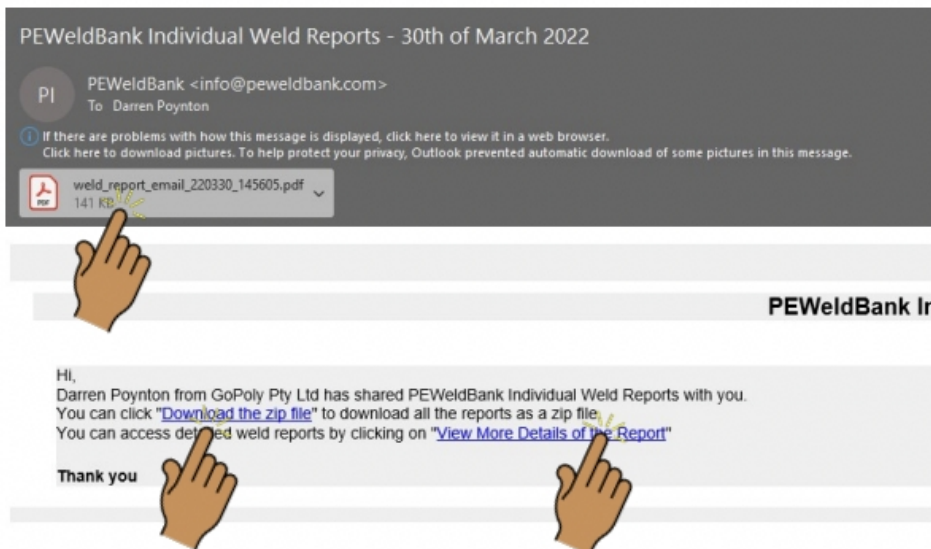 PEWeldBank Individual Weld Reports - 30th of March 2022
PI
PEWeldBank <info@peweldbank.com>
To Darren Poynton
If there are problems with how this message is displayed, click here to view it in a web browser.
Click here to download pictures. To help protect your privacy, Outlook prevented automatic download of some pictures in this message.
PDF
weld_report_email_220330_145605.pdf
141 KB
PEWeldBank In
Hi,
Darren Poynton from GoPoly Pty Ltd has shared PEWeldBank Individual Weld Reports with you.
You can click "Download the zip file" to download all the reports as a zip file
You can access detailed weld reports by clicking on "View More Details of the Report"
Thank you